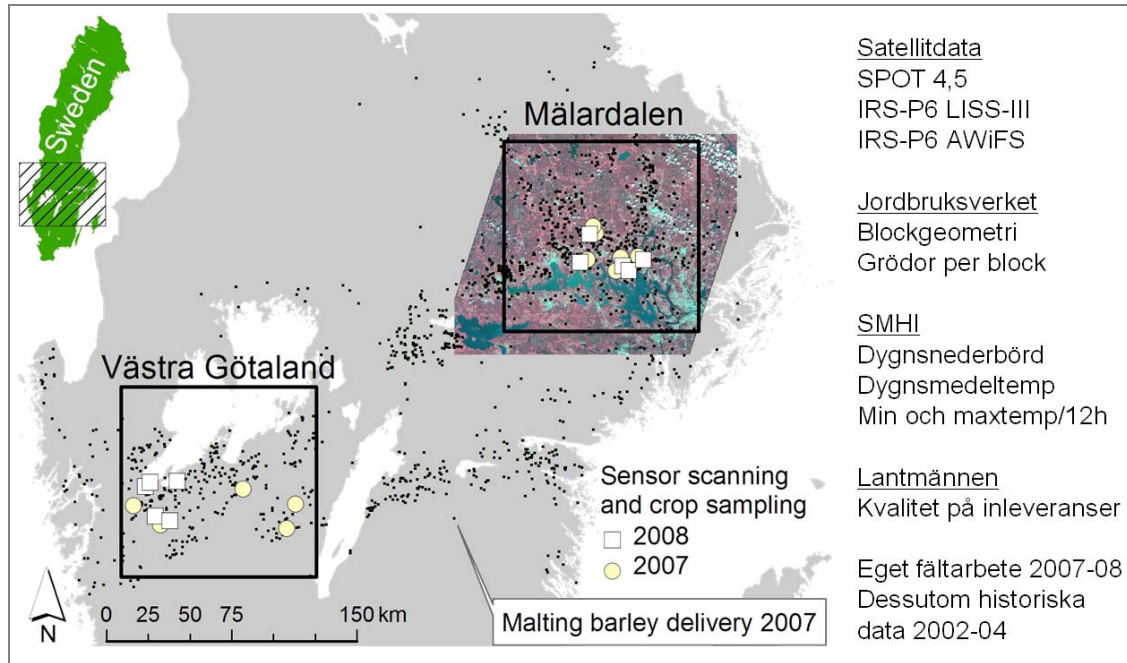 Sweden
Mälardalen
Västra Götaland
Sensor scanning
and crop sampling
2008
2007
Malting barley delivery 2007
N
0 25 50 75 150 km
Satellitdata
SPOT 4,5
IRS-P6 LISS-III
IRS-P6 AWiFS
Jordbruksverket
Blockgeometri
Grödor per block
SMHI
Dygnsnederbörd
Dygnsmedeltemp
Min och maxtemp/12h
Lantmännen
Kvalitet på inleveranser
Eget fältarbete 2007-08
Dessutom historiska
data 2002-04